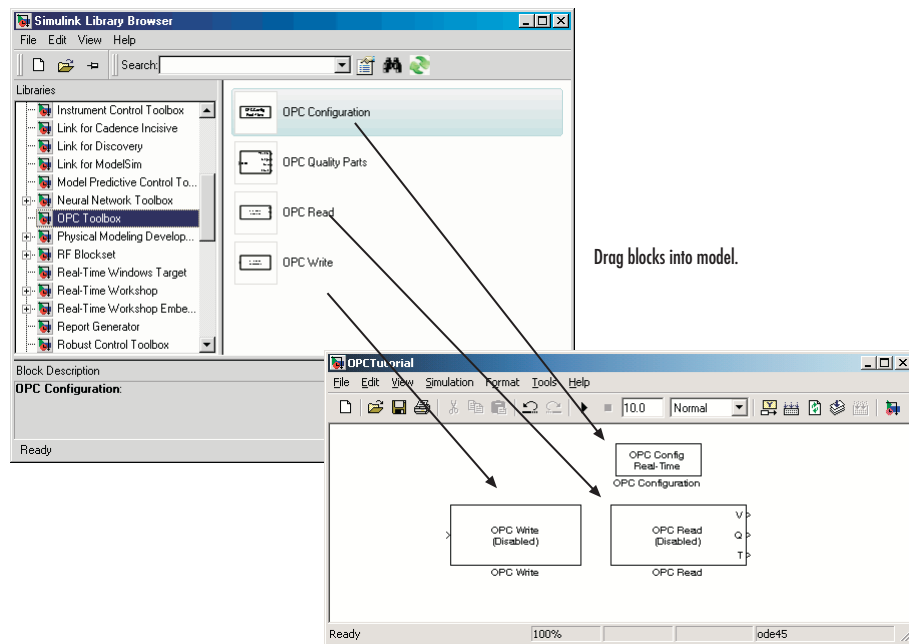 Simulink Library Browser
File Edit View Help
Search:
Libraries
Instrument Control Toolbox
Link for Cadence Incisive
Link for Discovery
Link for ModelSim
Model Predictive Control To...
Neural Network Toolbox
OPC Toolbox
Physical Modeling Develop...
RF Blockset
Real-Time Windows Target
Real-Time Workshop
Real-Time Workshop Embe...
Report Generator
Robust Control Toolbox
OPC Configuration
OPC Quality Parts
OPC Read
OPC Write
Block Description
OPC Configuration:
Ready
Drag blocks into model.
OPCTutorial
File Edit View Simulation Format Tools Help
10.0 Normal
OPC Config
Real-Time
OPC Configuration
OPC Write
(Disabled)
OPC Write
OPC Read
(Disabled)
V
Q
T
OPC Read
Ready 100% ode45